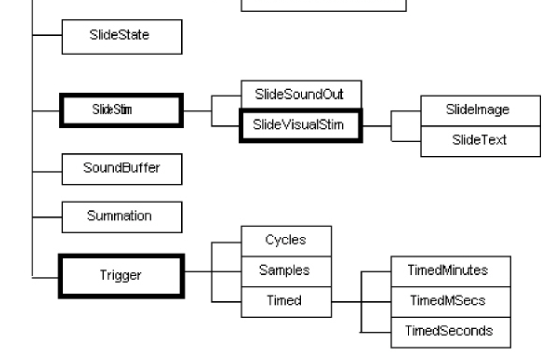 SlideState
SlideStim
SlideSoundOut
SlideVisualStim
SlideImage
SlideText
SoundBuffer
Summation
Trigger
Cycles
Samples
Timed
TimedMinutes
TimedMSecs
TimedSeconds